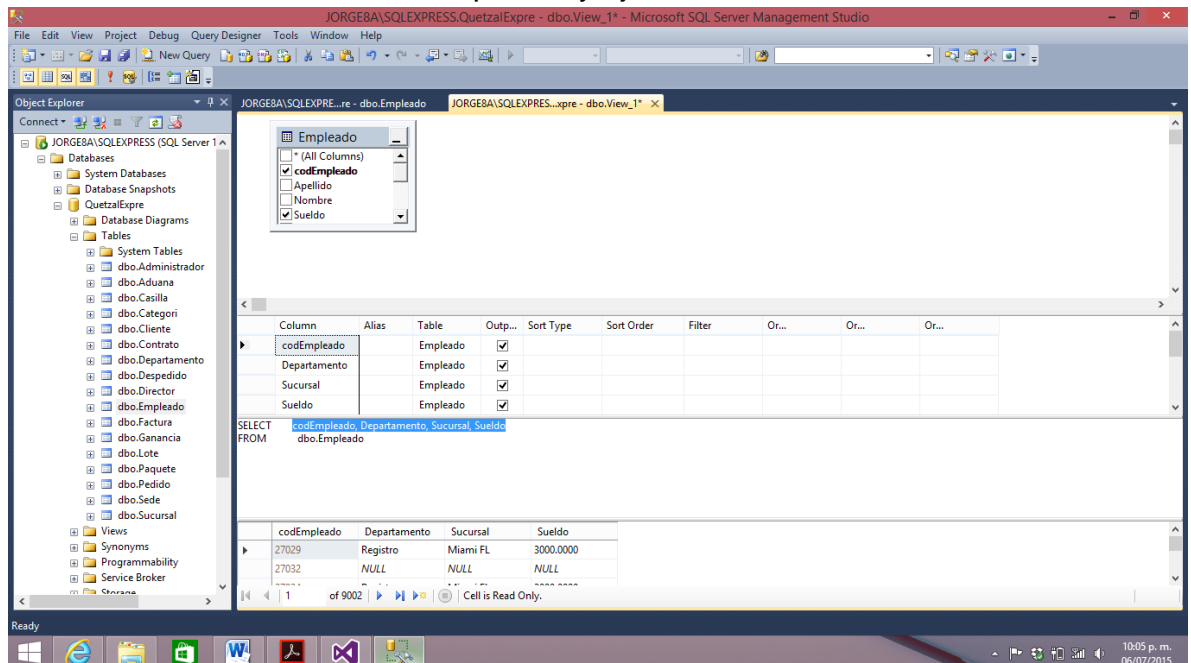 JORGE8A\SQLEXPRESS.QuetzalExpre - dbo.View_1* - Microsoft SQL Server Management Studio
File Edit View Project Debug Query Designer Tools Window Help
New Query
Object Explorer
JORGE8A\SQLEXPRE...re - dbo.Empleado
JORGE8A\SQLEXPRES...xpre - dbo.View_1*
Connect
JORGE8A\SQLEXPRESS (SQL Server 1
Databases
System Databases
Database Snapshots
QuetzalExpre
Database Diagrams
Tables
System Tables
dbo.Administrador
dbo.Aduana
dbo.Casilla
dbo.Categori
dbo.Cliente
dbo.Contrato
dbo.Departamento
dbo.Despedido
dbo.Director
dbo.Empleado
dbo.Factura
dbo.Ganancia
dbo.Lote
dbo.Paquete
dbo.Pedido
dbo.Sede
dbo.Sucursal
Views
Synonyms
Programmability
Service Broker
Storage
Empleado
* (All Columns)
codEmpleado
Apellido
Nombre
Sueldo
Column Alias Table Outp... Sort Type Sort Order Filter Or... Or... Or...
codEmpleado Empleado
Departamento Empleado
Sucursal Empleado
Sueldo Empleado
SELECT codEmpleado, Departamento, Sucursal, Sueldo
FROM dbo.Empleado
codEmpleado Departamento Sucursal Sueldo
27029 Registro Miami FL 3000.0000
27032 NULL NULL NULL
1 of 9002 Cell is Read Only.
Ready
10:05 p. m.
06/07/2015